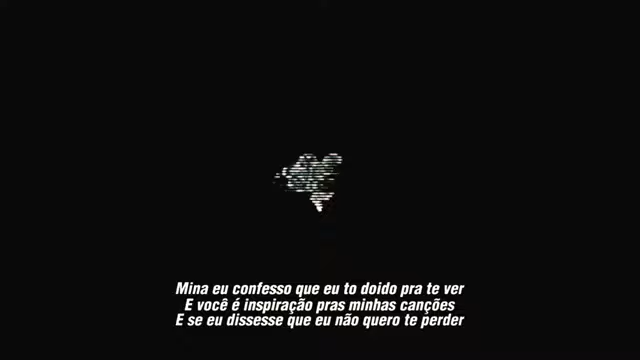 Mina eu confesso que eu to doido pra te ver
E você é inspiração pras minhas canções
E se eu dissesse que eu não quero te perder